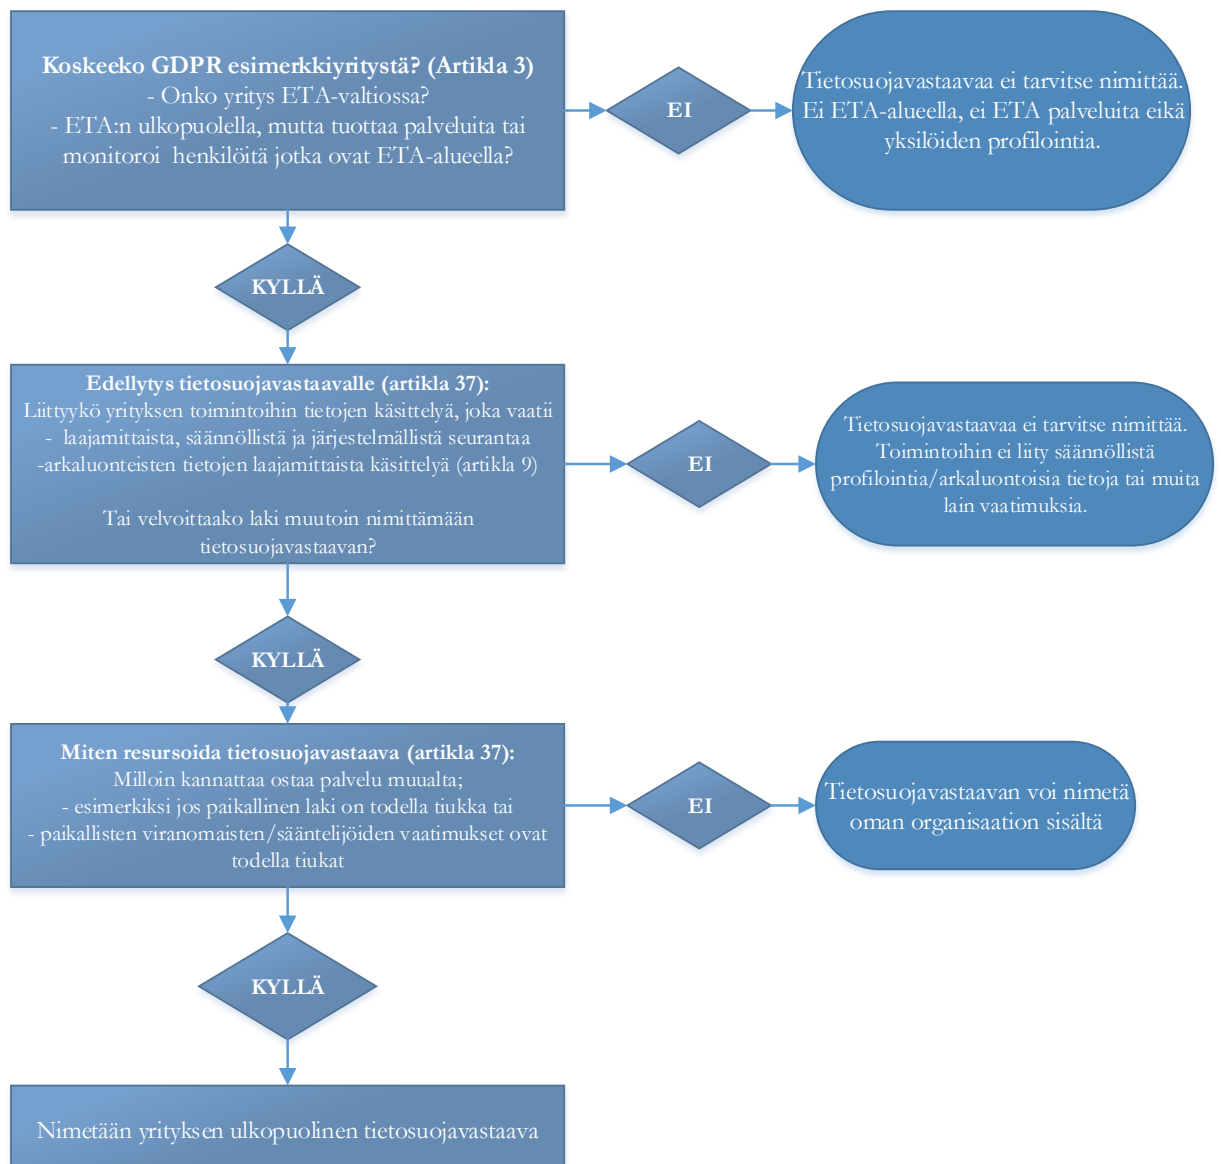 Koskeeko GDPR esimerkkiyritystä? (Artikla 3)
- Onko yritys ETA-valtiossa?
- ETA:n ulkopuolella, mutta tuottaa palveluita tai
monitoroi henkilöitä jotka ovat ETA-alueella?
EI
Tietosuojavastaavaa ei tarvitse nimittää.
Ei ETA-alueella, ei ETA palveluita eikä
yksilöiden profilointia.
KYLLÄ
Edellytys tietosuojavastaavalle (artikla 37):
Liittyykö yrityksen toimintoihin tietojen käsittelyä, joka vaatii
- laajamittaista, säännöllistä ja järjestelmällistä seurantaa
-arkaluonteisten tietojen laajamittaista käsittelyä (artikla 9)
Tai velvoittaako laki muutoin nimittämään
tietosuojavastaavan?
EI
Tietosuojavastaavaa ei tarvitse nimittää.
Toimintoihin ei liity säännöllistä
profilointia/arkaluontoisia tietoja tai muita
lain vaatimuksia.
KYLLÄ
Miten resursoida tietosuojavastaava (artikla 37):
Milloin kannattaa ostaa palvelu muualta;
- esimerkiksi jos paikallinen laki on todella tiukka tai
- paikallisten viranomaisten/sääntelijöiden vaatimukset ovat
todella tiukat
EI
Tietosuojavastaavan voi nimetä
oman organisaation sisältä
KYLLÄ
Nimetään yrityksen ulkopuolinen tietosuojavastaava